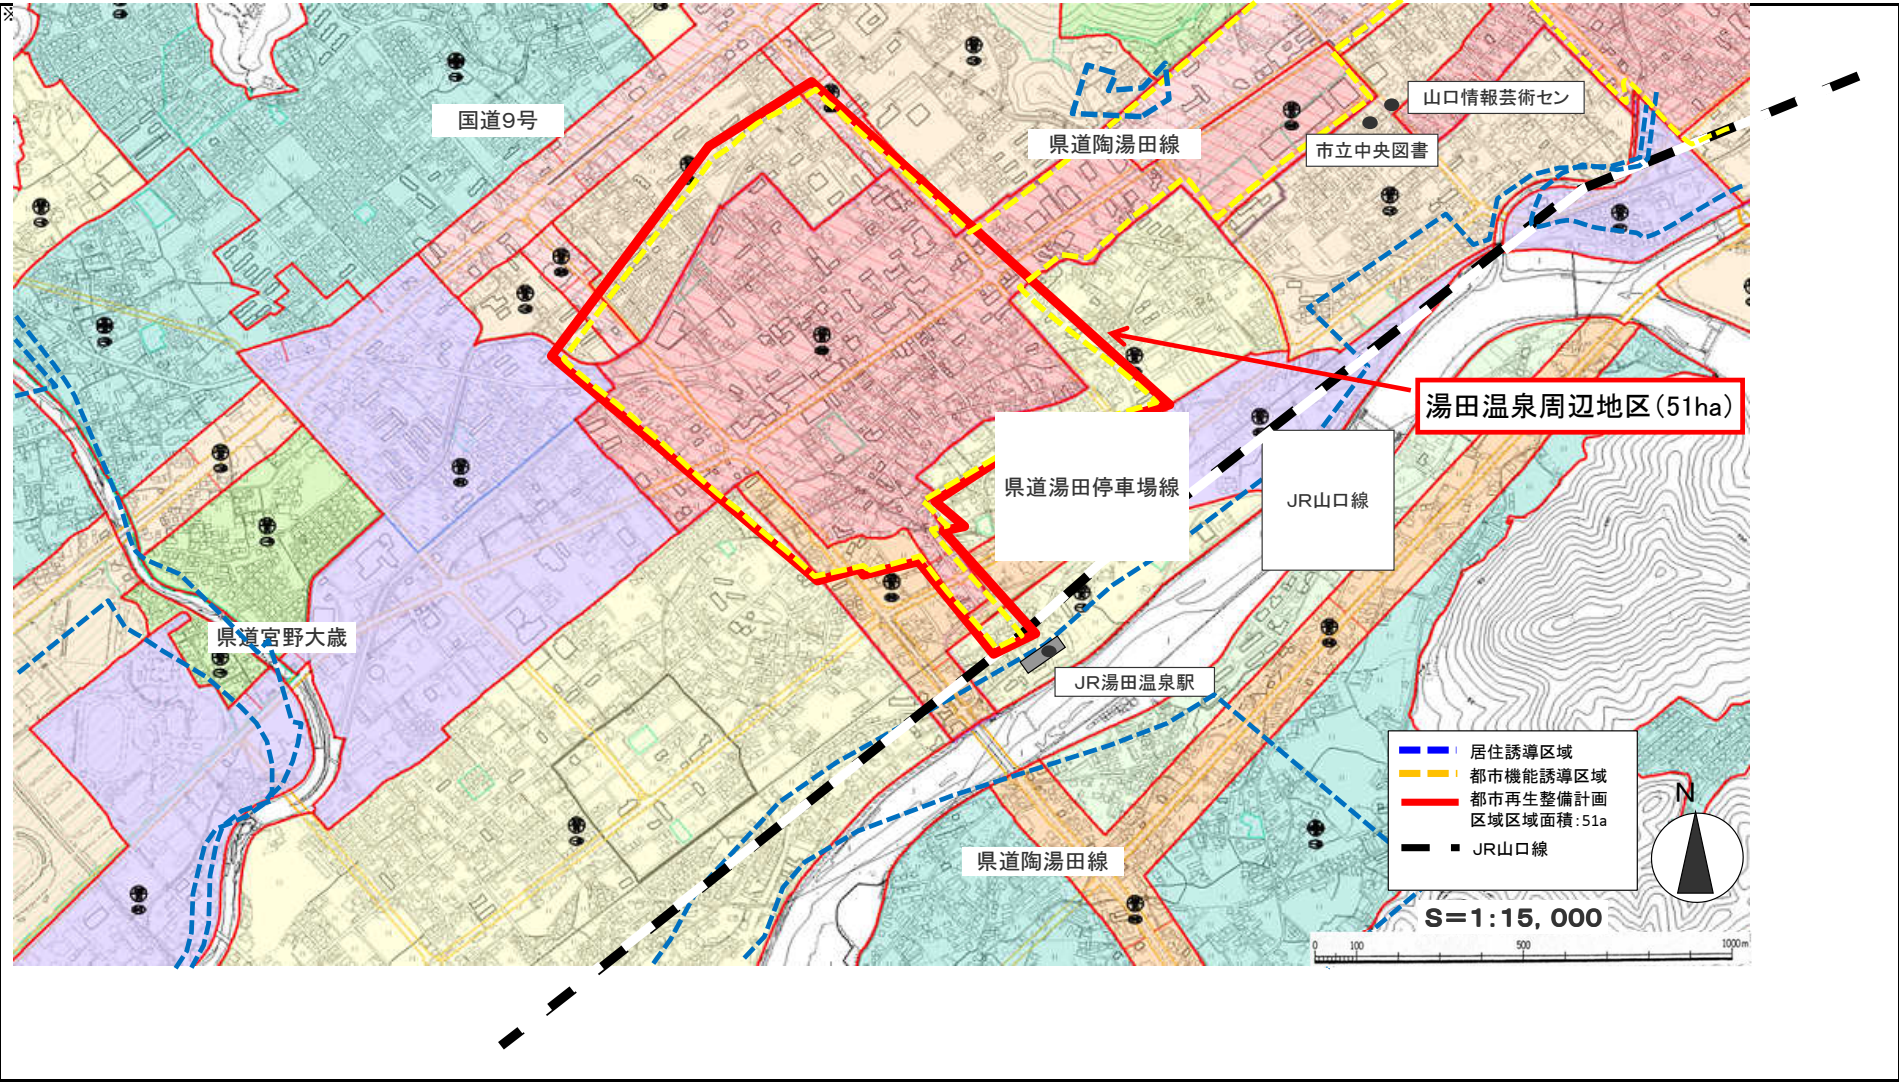 ※
国道9号
山口情報芸術セン
県道陶湯田線
市立中央図書
湯田温泉周辺地区（51ha）
県道湯田停車場線
JR山口線
県道宮野大歳
JR湯田温泉駅
居住誘導区域
都市機能誘導区域
都市再生整備計画
区域区域面積：51a
JR山口線
N
県道陶湯田線
S＝1：15，000
0 100 500 1000m